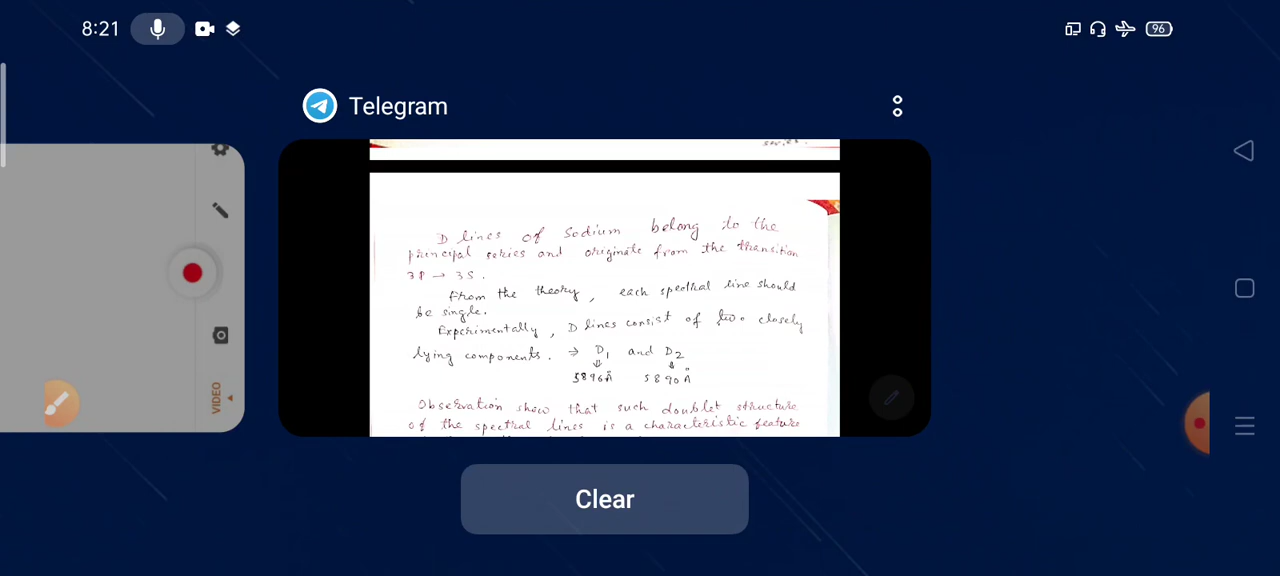 8:21
96
Telegram
series.
D lines of Sodium belong to the
principal series and originate from the transition
3P → 3S.
From the theory, each spectral line should
be single.
Experimentally, D lines consist of two closely
lying components. → D1 and D2
5896Å 5890Å
Observation show that such doublet structure
of the spectral lines is a characteristic feature
VIDEO
Clear